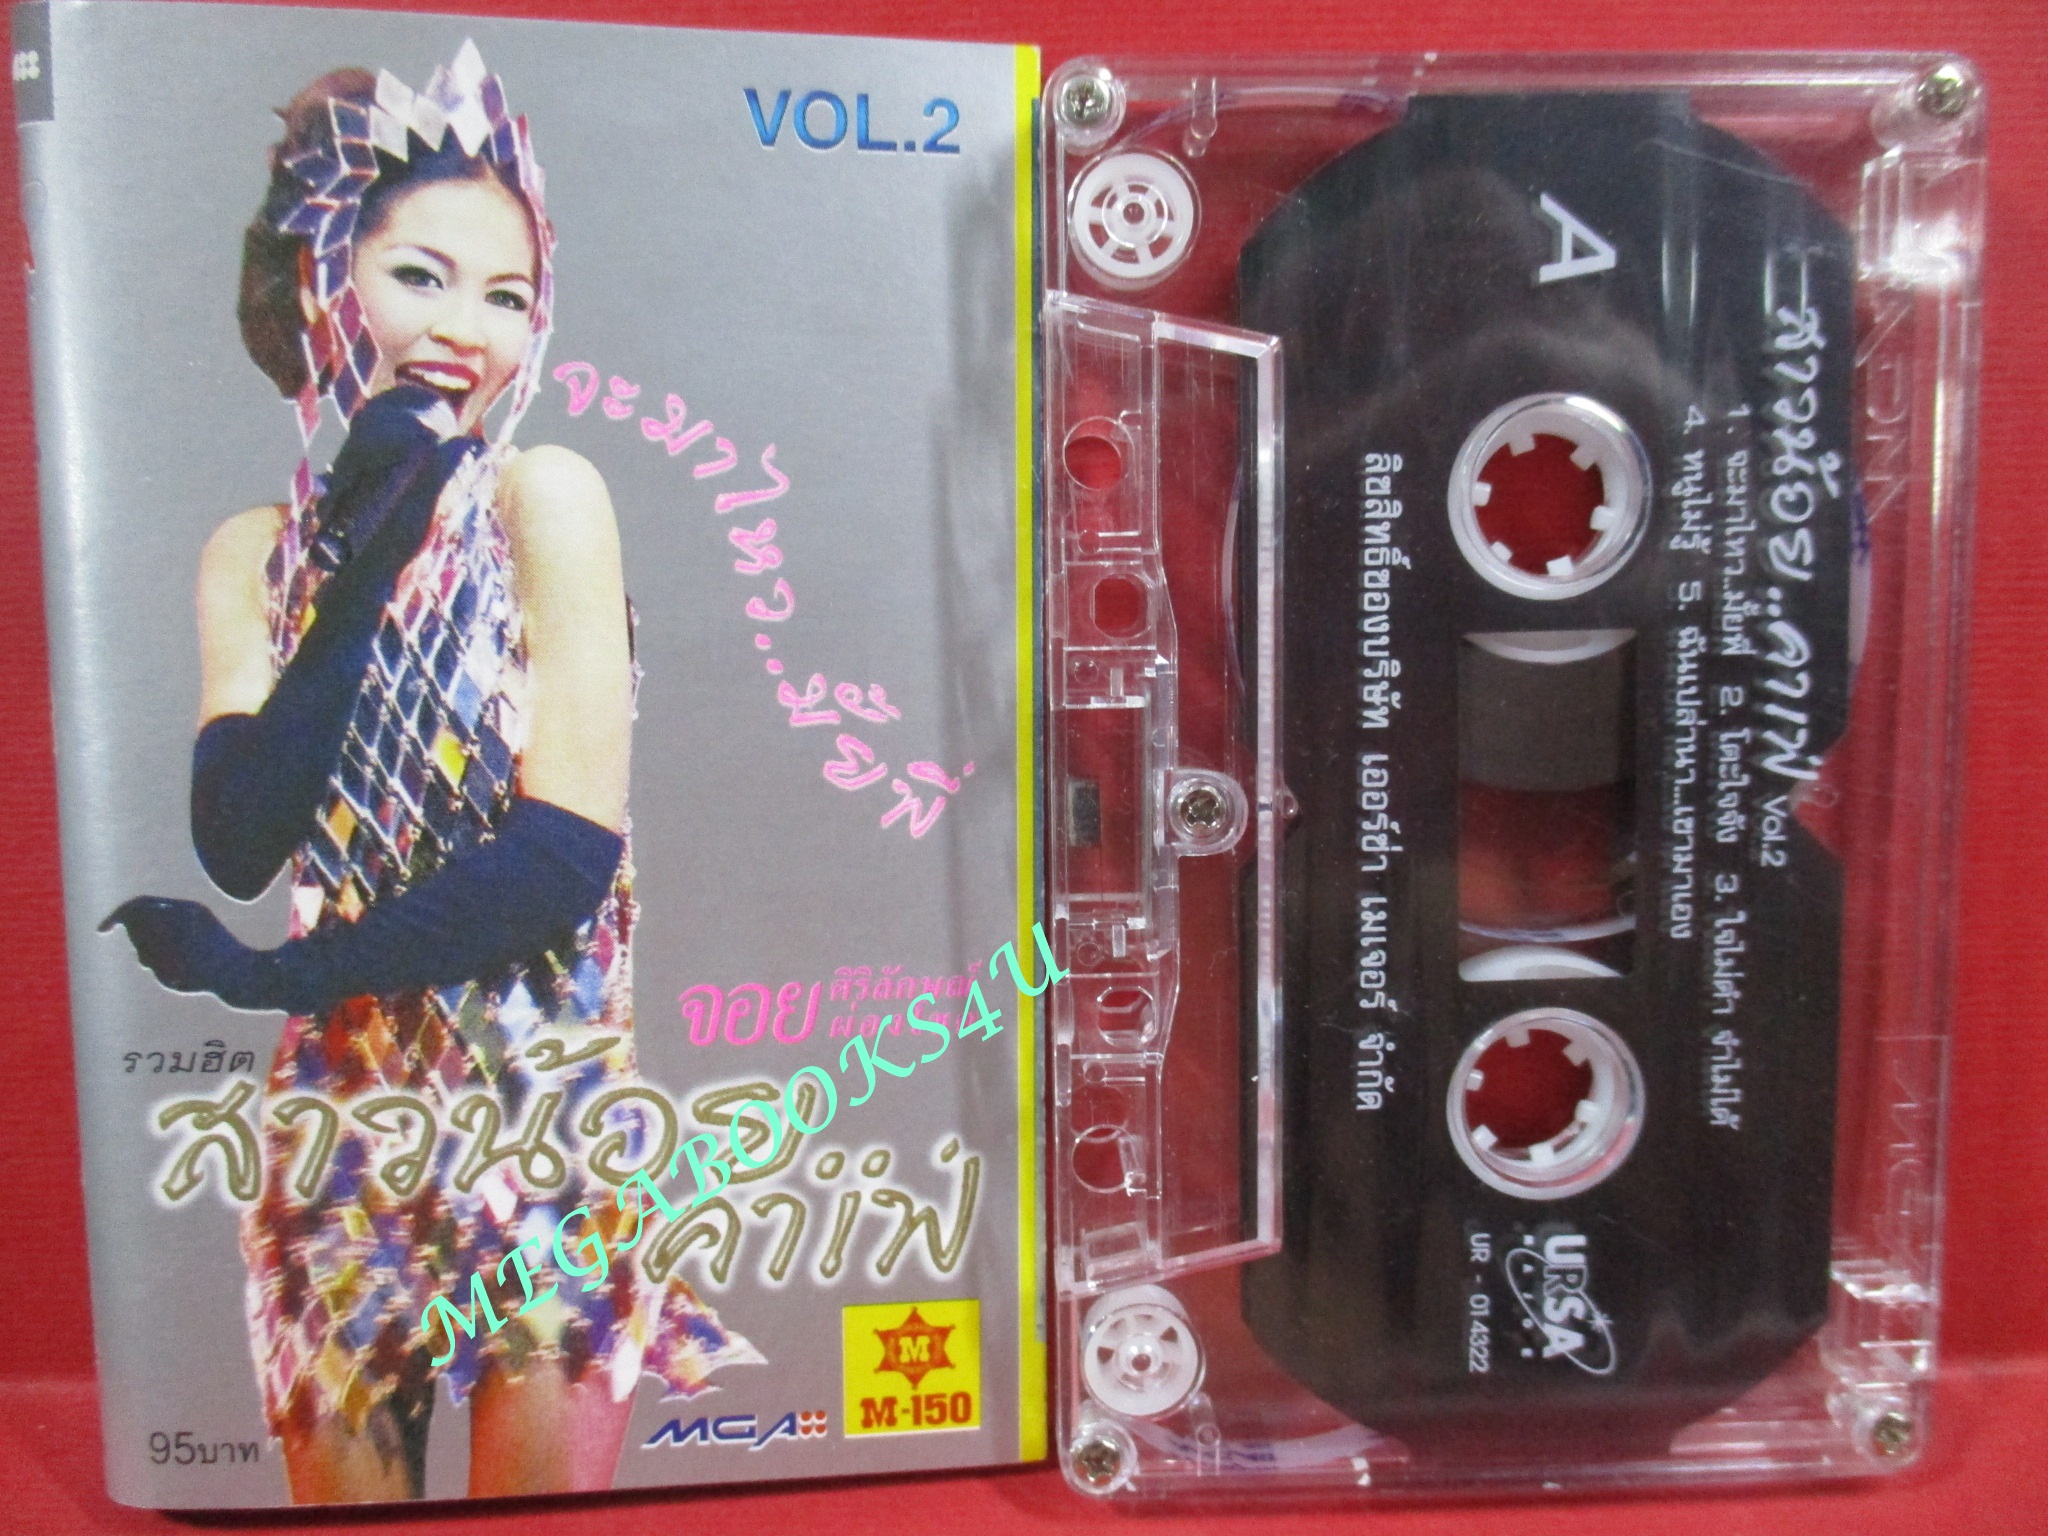 VOL.2
จะมาไหว..มั๊ยพี่
จอย ศิริลักษณ์
รวมฮิต
สาวน้อย
คาเฟ่
MEGABOOKS4U
95บาท
MGA
M
M-150
A
สาวน้อย...คาเฟ่ Vol.2
1. จะมาไหว...มั้ยพี่ 2. โดะใจจัง 3. ใจไม่ดำ ทำไม่ได้
4. หนูไม่รู้ 5. ฉันเปล่านา...เขามาเอง
ลิขสิทธิ์ของบริษัท เออร์ซ่า เมเจอร์ จำกัด
URSA
UR - 014322